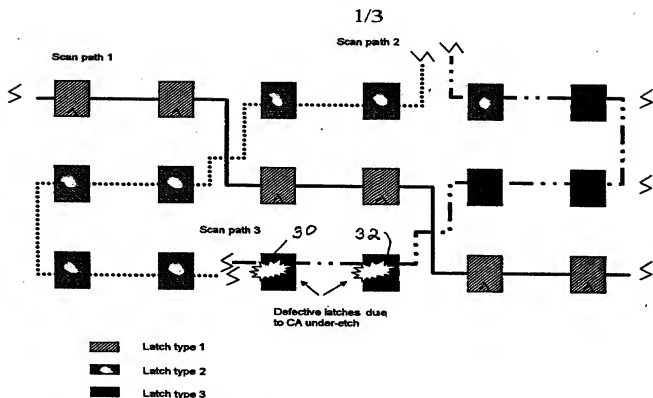 1/3
Scan path 1
Scan path 2
Scan path 3
30
32
Defective latches due
to CA under-etch
Latch type 1
Latch type 2
Latch type 3